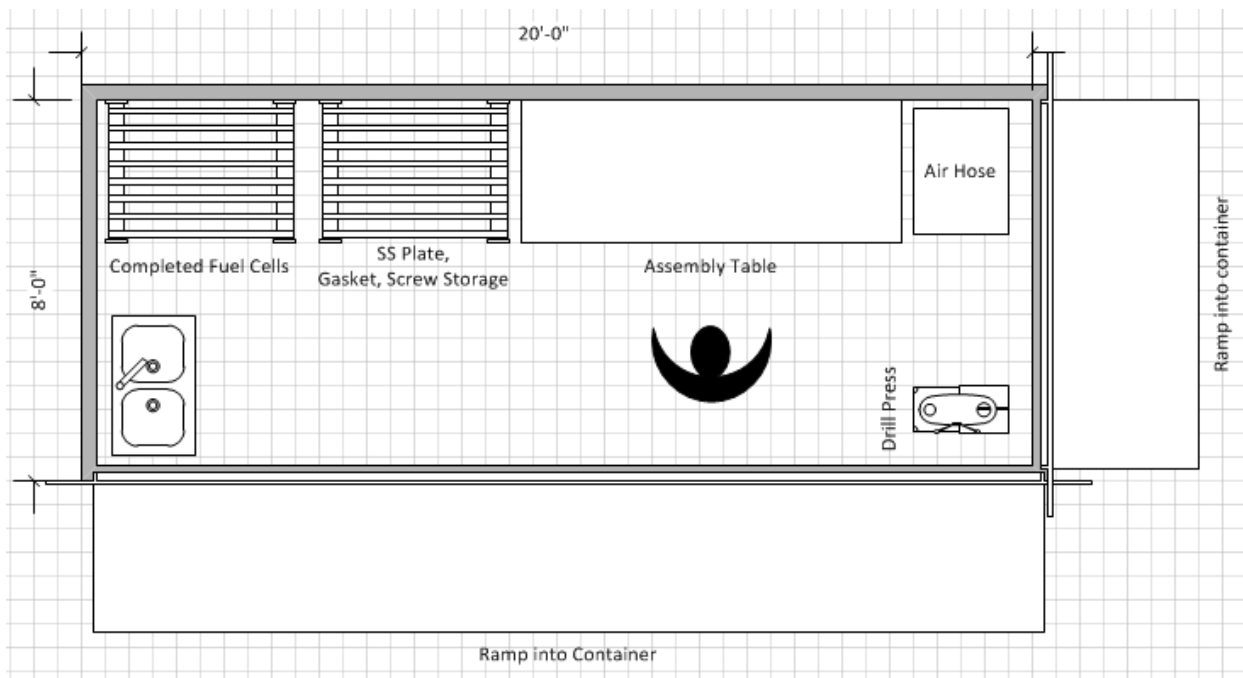 20'-0"
Air Hose
Completed Fuel Cells
SS Plate,
Gasket, Screw Storage
Assembly Table
8'-0"
Ramp into container
Drill Press
Ramp into Container